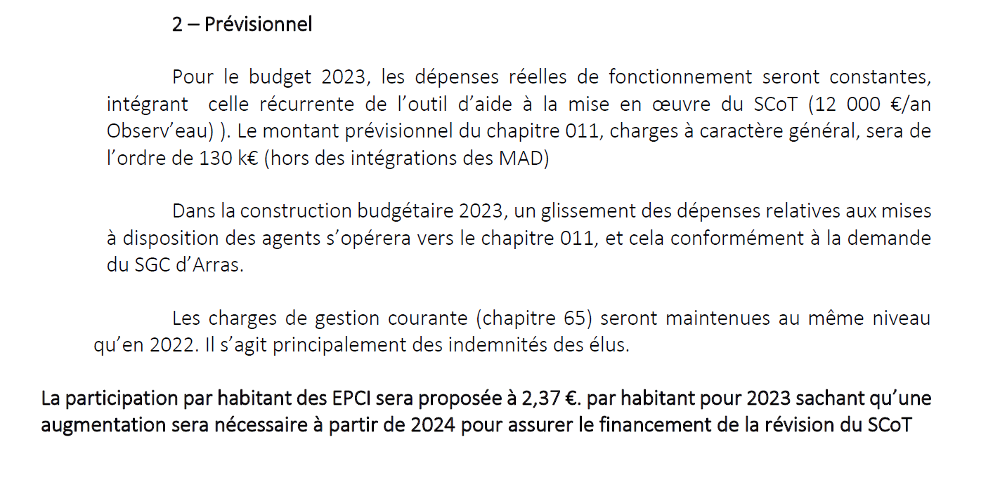 2 – Prévisionnel
Pour le budget 2023, les dépenses réelles de fonctionnement seront constantes,
intégrant  celle récurrente de l’outil d’aide à la mise en œuvre du SCoT (12 000 €/an
Observ’eau) ). Le montant prévisionnel du chapitre 011, charges à caractère général, sera de
l’ordre de 130 k€ (hors des intégrations des MAD)
Dans la construction budgétaire 2023, un glissement des dépenses relatives aux mises
à disposition des agents s’opérera vers le chapitre 011, et cela conformément à la demande
du SGC d’Arras.
Les charges de gestion courante (chapitre 65) seront maintenues au même niveau
qu’en 2022. Il s’agit principalement des indemnités des élus.
La participation par habitant des EPCI sera proposée à 2,37 €. par habitant pour 2023 sachant qu’une
augmentation sera nécessaire à partir de 2024 pour assurer le financement de la révision du SCoT